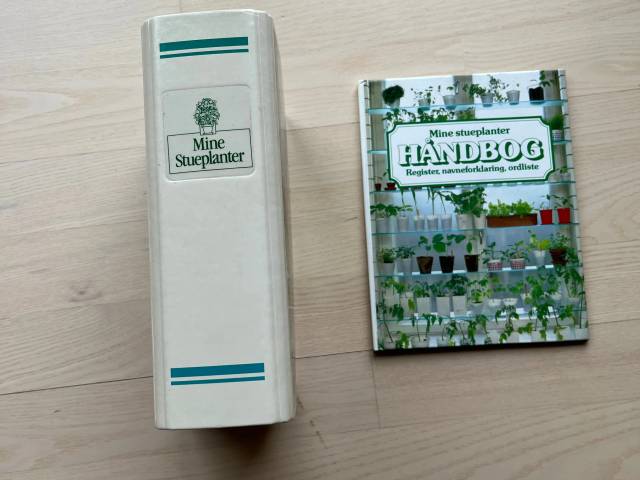 Mine
Stueplanter
Mine stueplanter
HÅNDBOG
Register, navneforklaring, ordliste